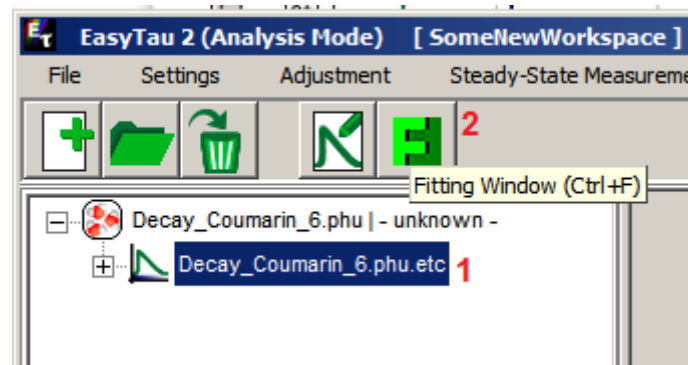 Eτ EasyTau 2 (Analysis Mode) [ SomeNewWorkspace ]
File Settings Adjustment Steady-State Measureme
F 2
Fitting Window (Ctrl+F)
Decay_Coumarin_6.phu | - unknown -
Decay_Coumarin_6.phu.etc 1